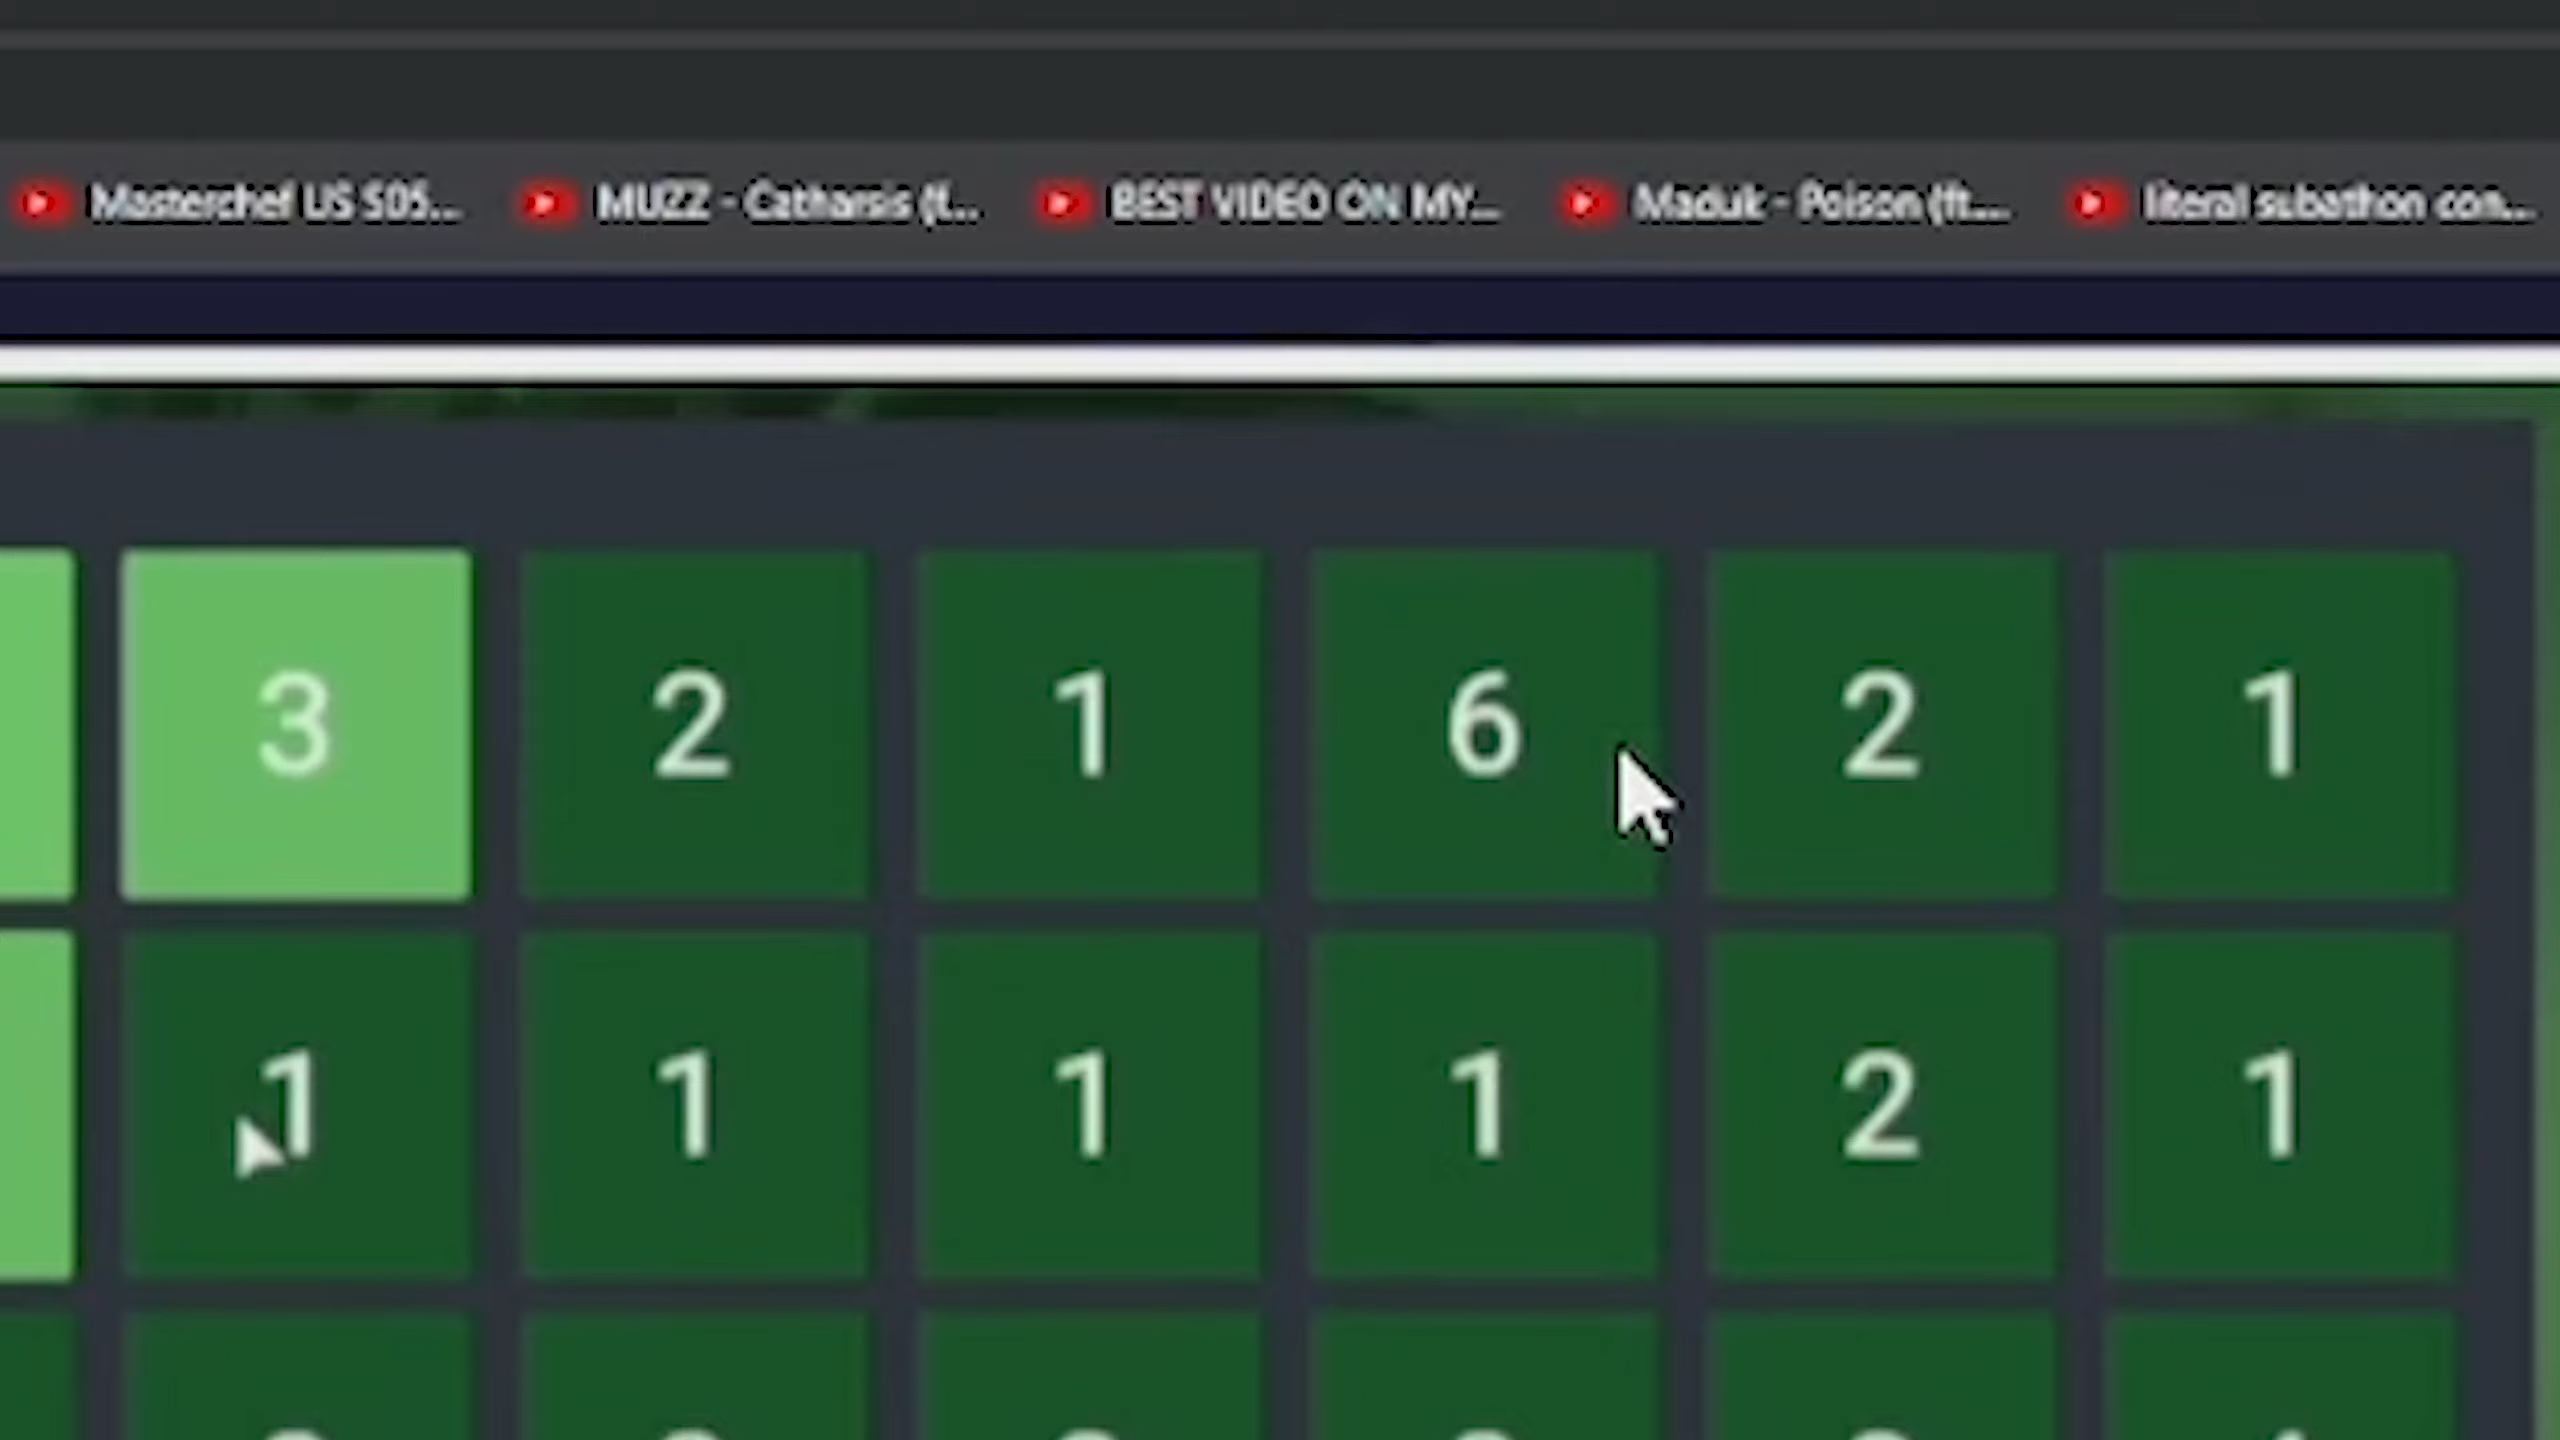 Masterchef US S05... MUZZ - Catharsis (f... BEST VIDEO ON MY... Maduk - Poison (ft.... literal subathon con...
3 2 1 6 2 1
1 1 1 1 2 1